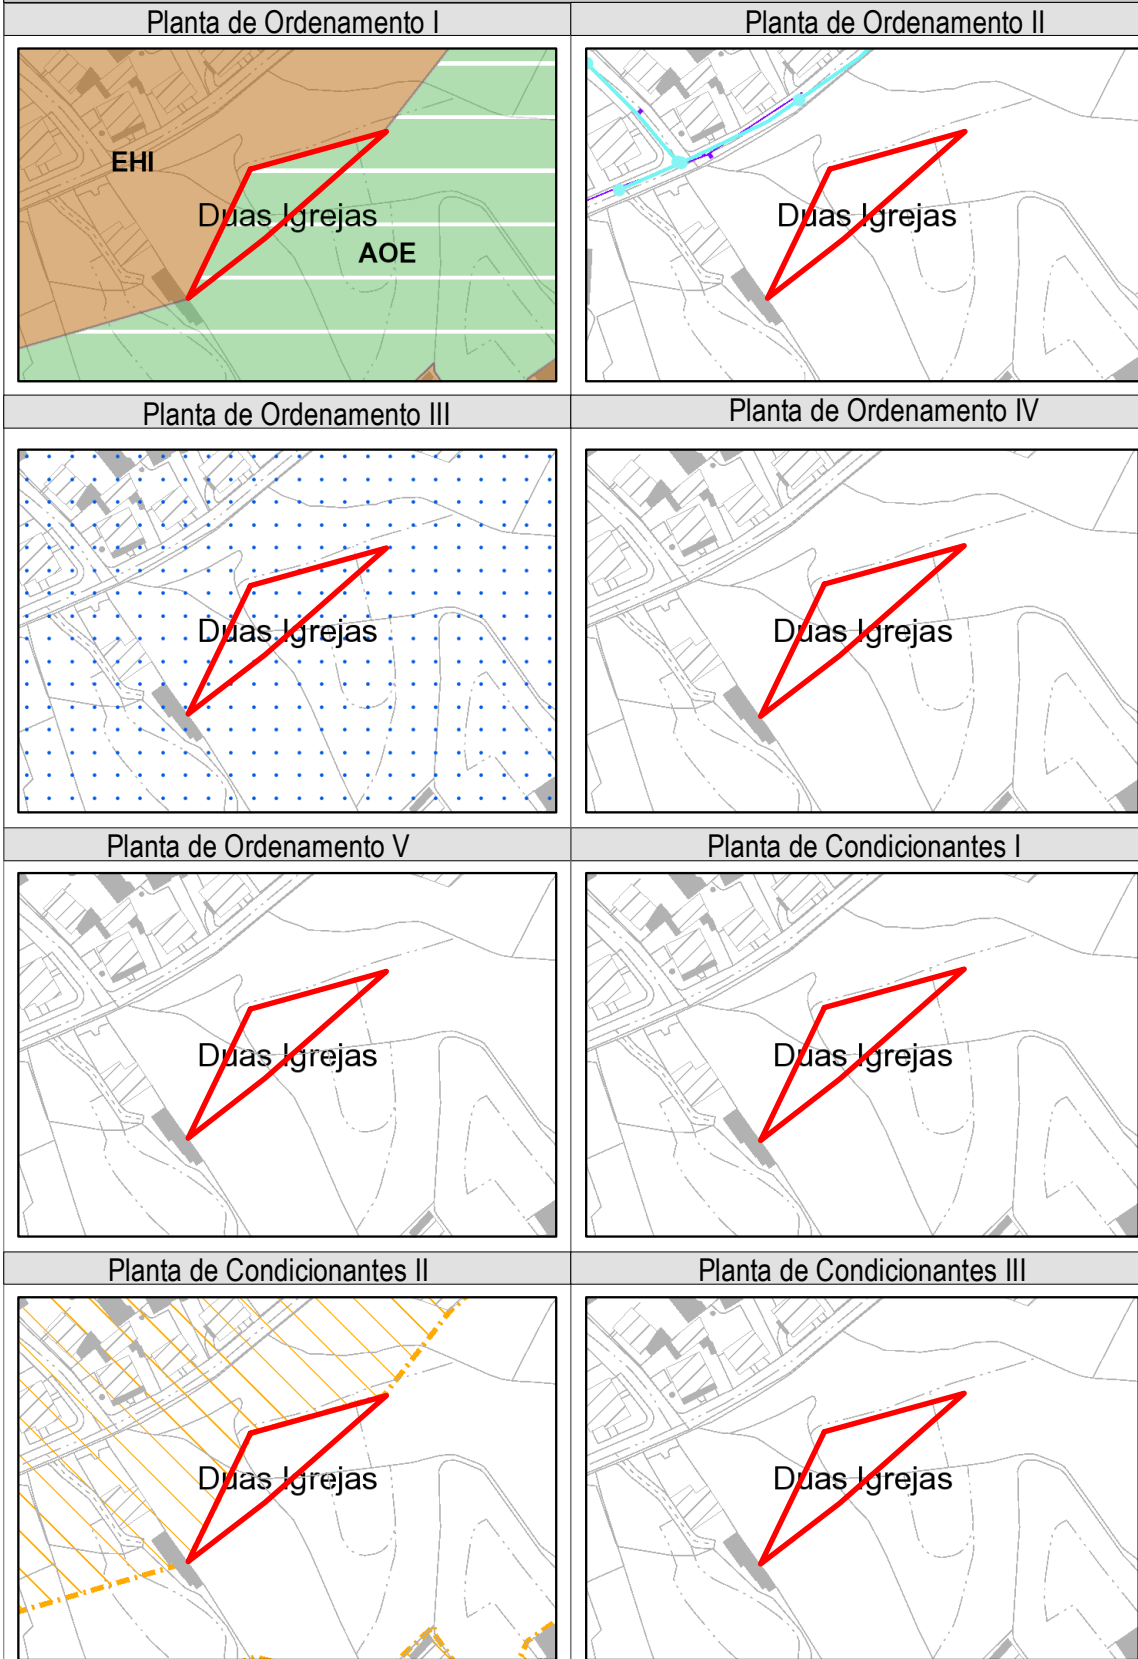 Planta de Ordenamento I
Planta de Ordenamento II
EHI
Duas Igrejas
AOE
Duas Igrejas
Planta de Ordenamento III
Planta de Ordenamento IV
Duas Igrejas
Duas Igrejas
Planta de Ordenamento V
Planta de Condicionantes I
Duas Igrejas
Duas Igrejas
Planta de Condicionantes II
Planta de Condicionantes III
Duas Igrejas
Duas Igrejas